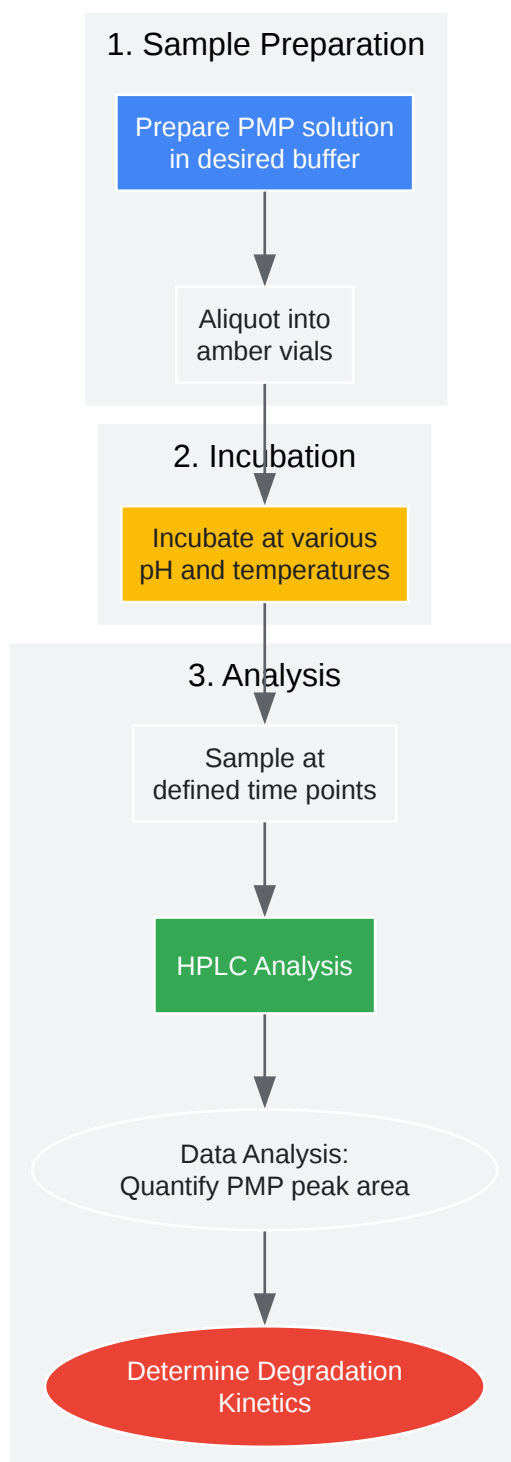 1. Sample Preparation
Prepare PMP solution
in desired buffer
Aliquot into
amber vials
2. Incubation
Incubate at various
pH and temperatures
3. Analysis
Sample at
defined time points
HPLC Analysis
Data Analysis:
Quantify PMP peak area
Determine Degradation
Kinetics